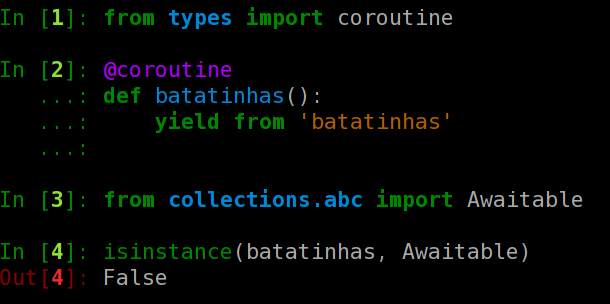 In [1]: from types import coroutine
In [2]: @coroutine
   ...: def batatinhas():
   ...:     yield from 'batatinhas'
   ...:
In [3]: from collections.abc import Awaitable
In [4]: isinstance(batatinhas, Awaitable)
Out[4]: False